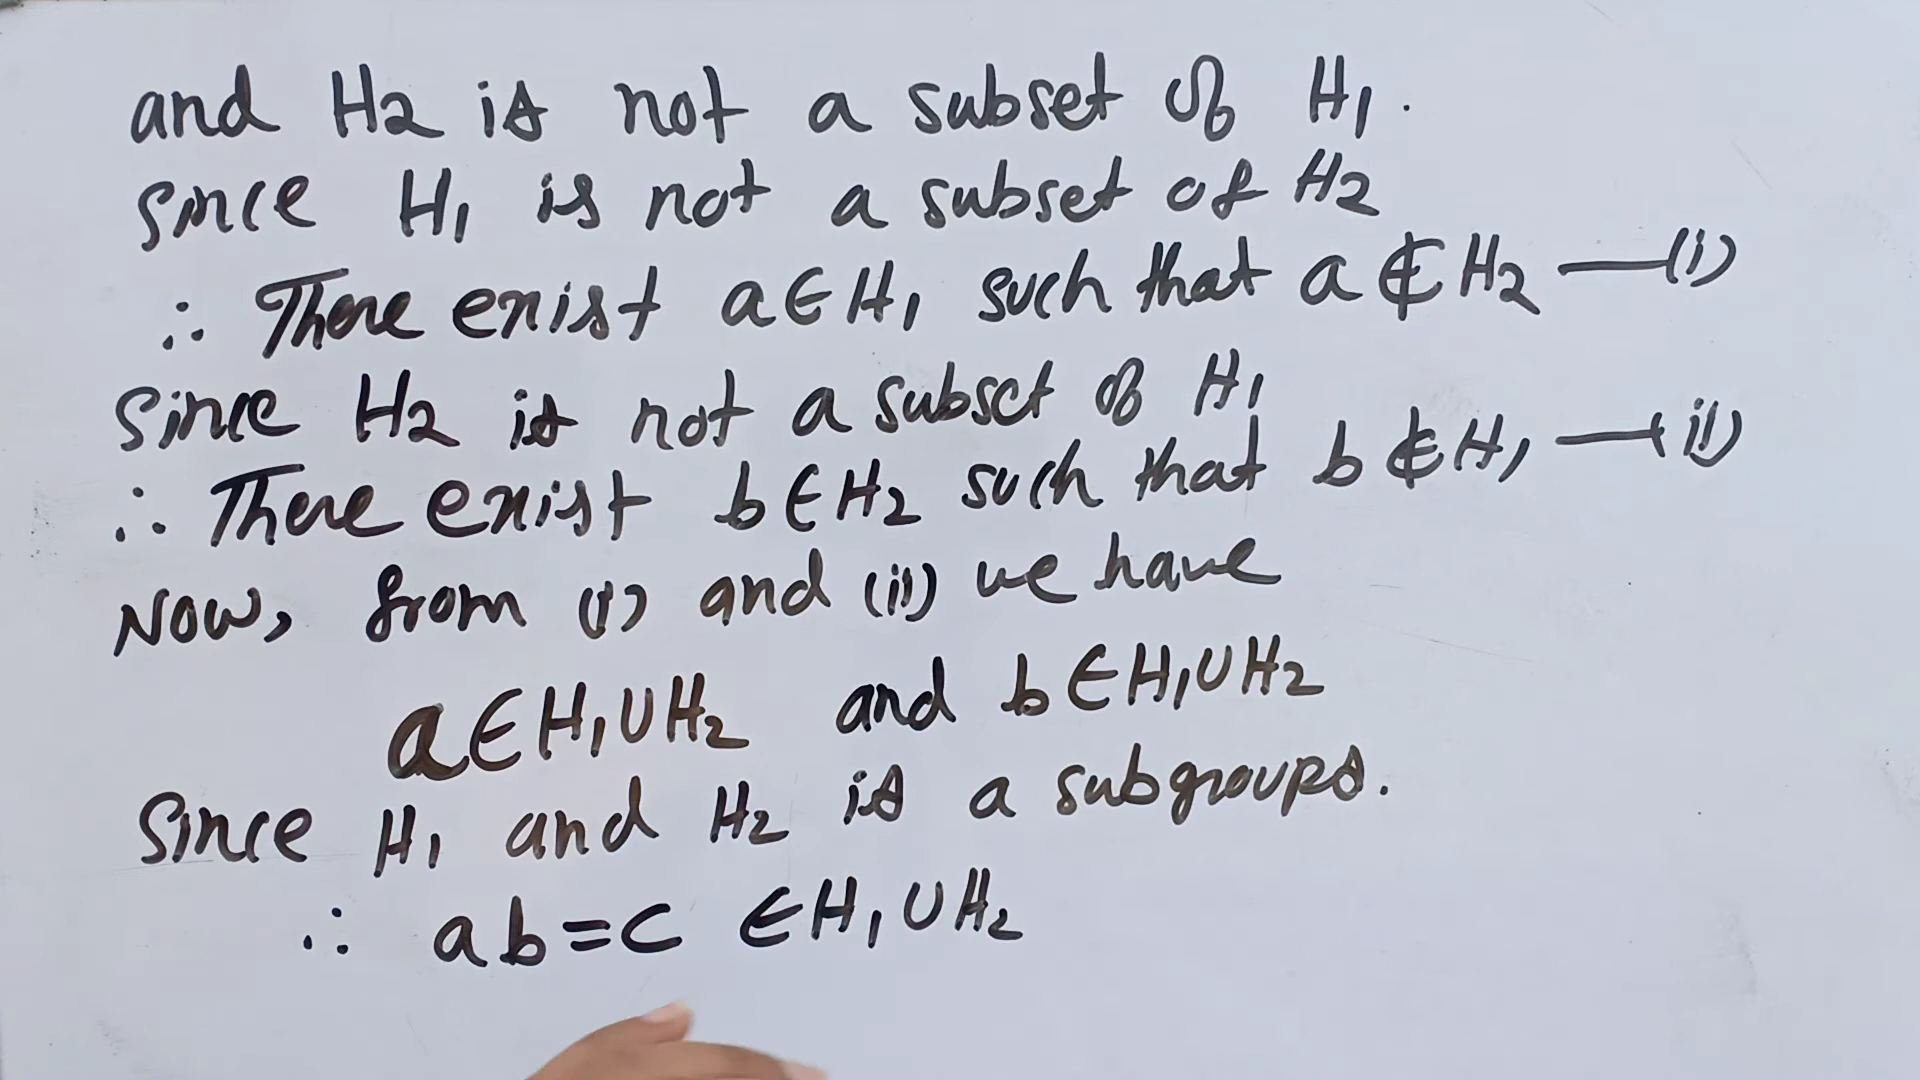 and H2 is not a subset of H1.
since H1 is not a subset of H2
∴ There exist a∈H1 such that a ∉ H2 —(i)
Since H2 is not a subset of H1
∴ There exist b∈H2 such that b ∉ H1 —(ii)
Now, from (i) and (ii) we have
a∈H1∪H2 and b∈H1∪H2
Since H1 and H2 is a subgroups.
∴ ab=c ∈H1∪H2